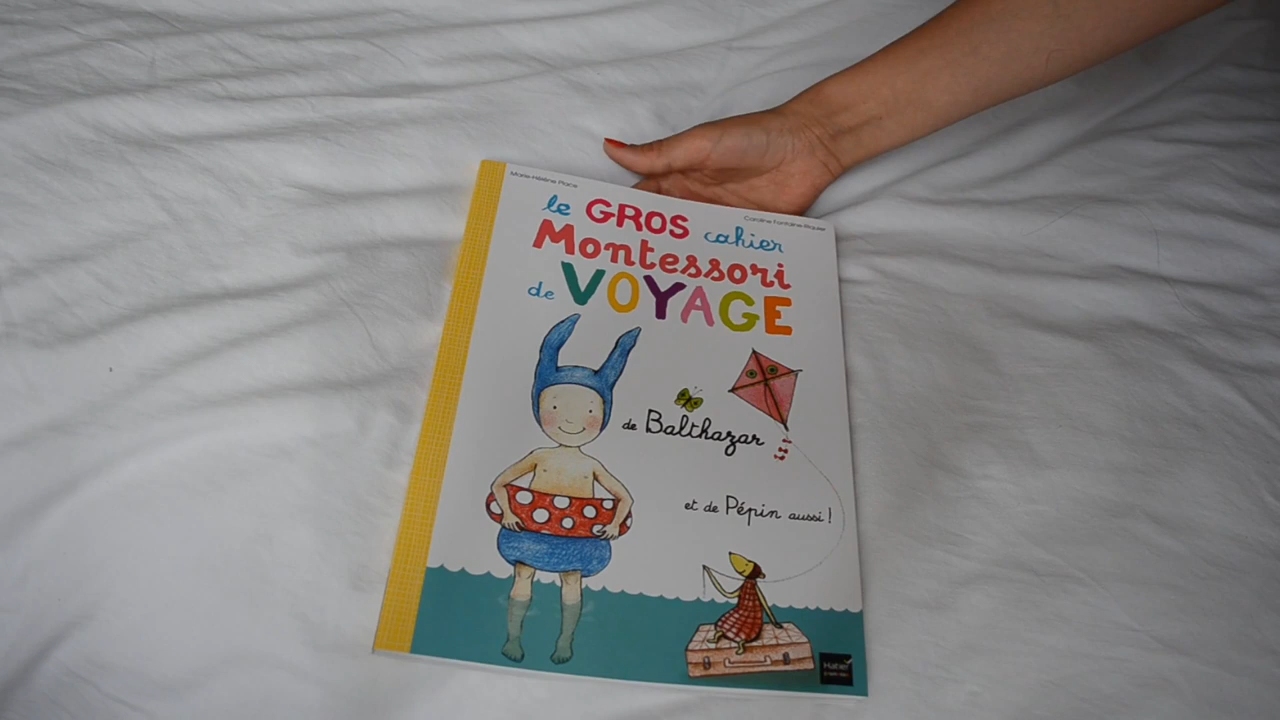 Marie-Hélène Place
Caroline Fontaine-Riquier
le GROS cahier
Montessori
de VOYAGE
de Balthazar
et de Pépin aussi !
Hatier